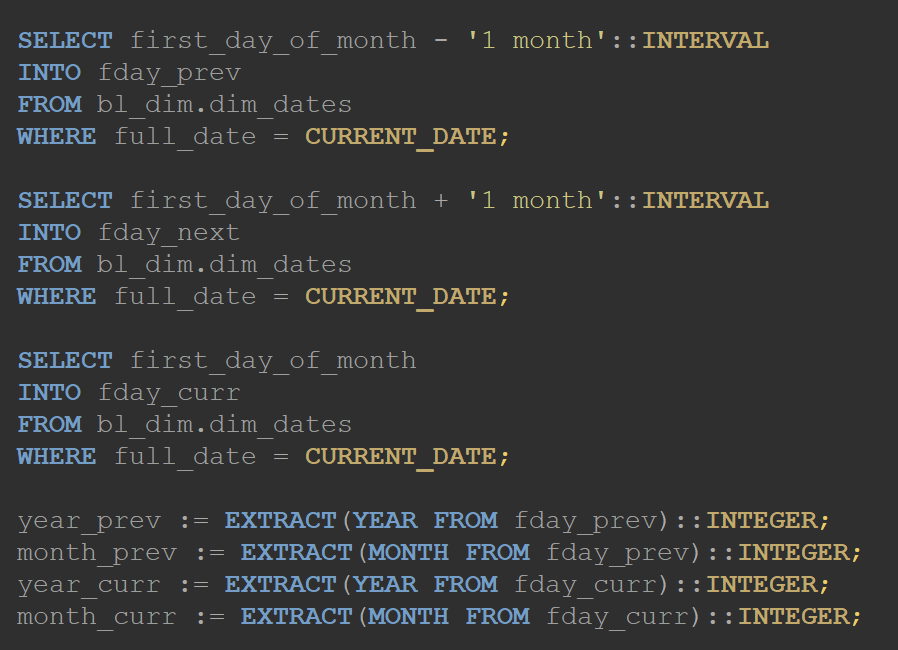 SELECT first_day_of_month - '1 month'::INTERVAL
INTO fday_prev
FROM bl_dim.dim_dates
WHERE full_date = CURRENT_DATE;
SELECT first_day_of_month + '1 month'::INTERVAL
INTO fday_next
FROM bl_dim.dim_dates
WHERE full_date = CURRENT_DATE;
SELECT first_day_of_month
INTO fday_curr
FROM bl_dim.dim_dates
WHERE full_date = CURRENT_DATE;
year_prev := EXTRACT(YEAR FROM fday_prev)::INTEGER;
month_prev := EXTRACT(MONTH FROM fday_prev)::INTEGER;
year_curr := EXTRACT(YEAR FROM fday_curr)::INTEGER;
month_curr := EXTRACT(MONTH FROM fday_curr)::INTEGER;